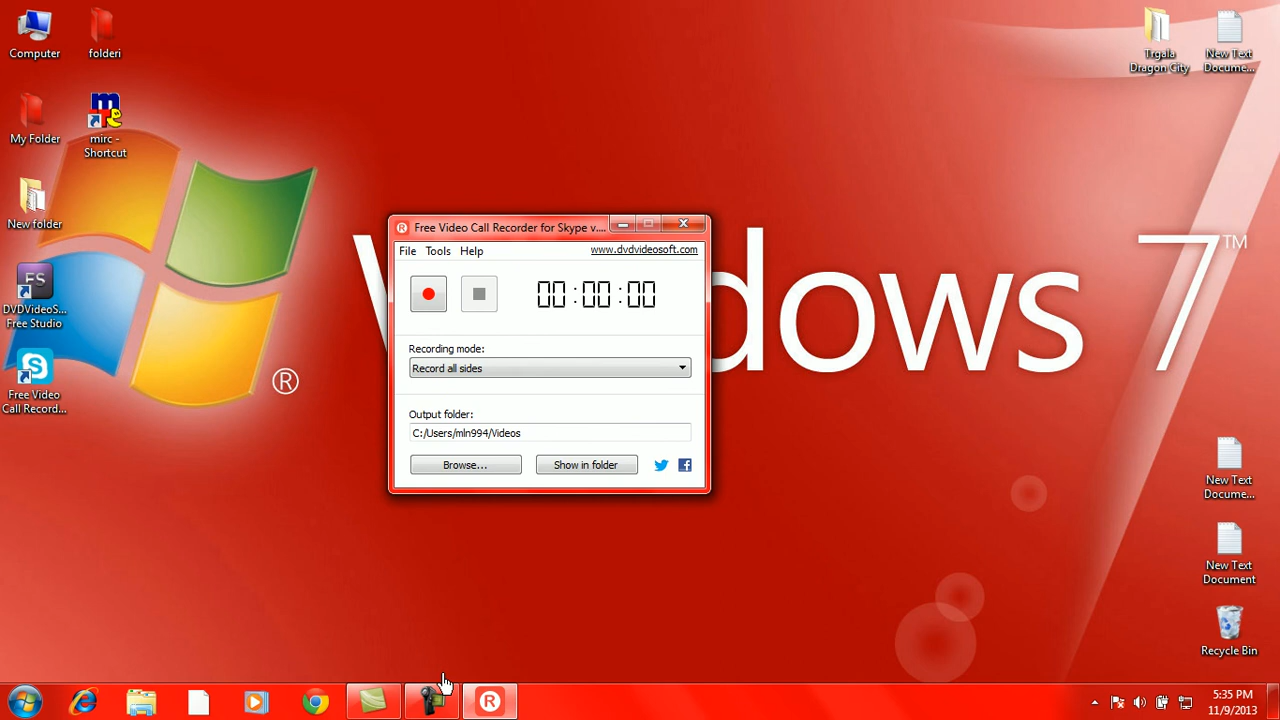 Computer
folderi
My Folder
mirc -
Shortcut
New folder
FS
DVDVideoS...
Free Studio
Free Video
Call Record...
®
Windows 7™
Trgala
Dragon City
New Text
Docume...
Free Video Call Recorder for Skype v....
File Tools Help
www.dvdvideosoft.com
00:00:00
Recording mode:
Record all sides
Output folder:
C:/Users/mln994/Videos
Browse...
Show in folder
New Text
Docume...
New Text
Document
Recycle Bin
5:35 PM
11/9/2013